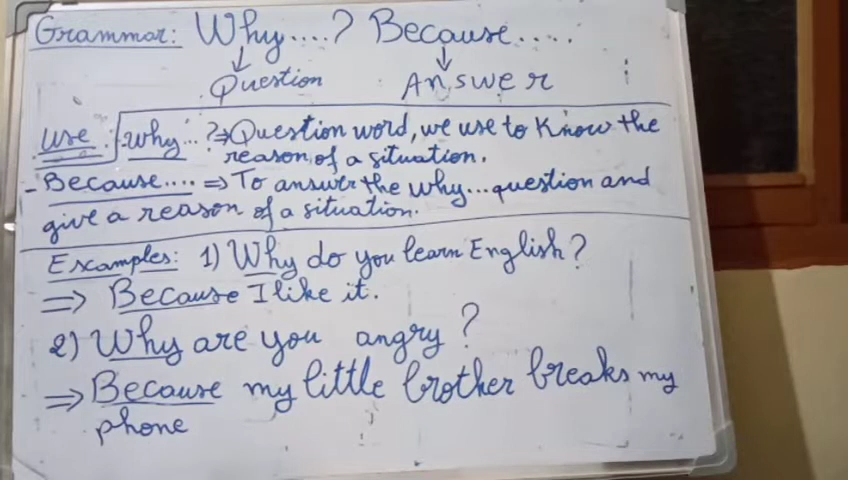 Grammar: Why....? Because.....
Question Answer
Use : - Why...? ⇒ Question word, we use to know the
reason of a situation.
- Because.... ⇒ To answer the why...question and
give a reason of a situation.
Examples: 1) Why do you learn English?
⇒ Because I like it.
2) Why are you angry?
⇒ Because my little brother breaks my
phone